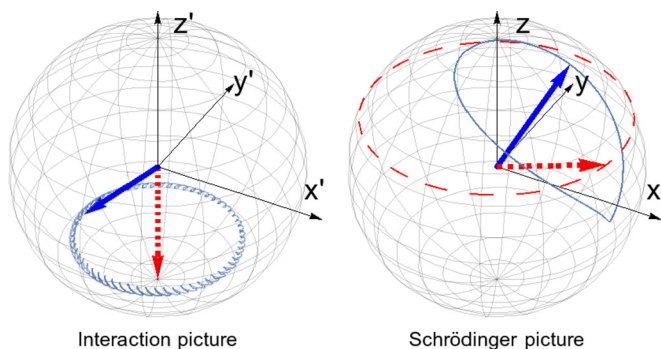 z'
y'
x'
Interaction picture
z
y
x
Schrödinger picture